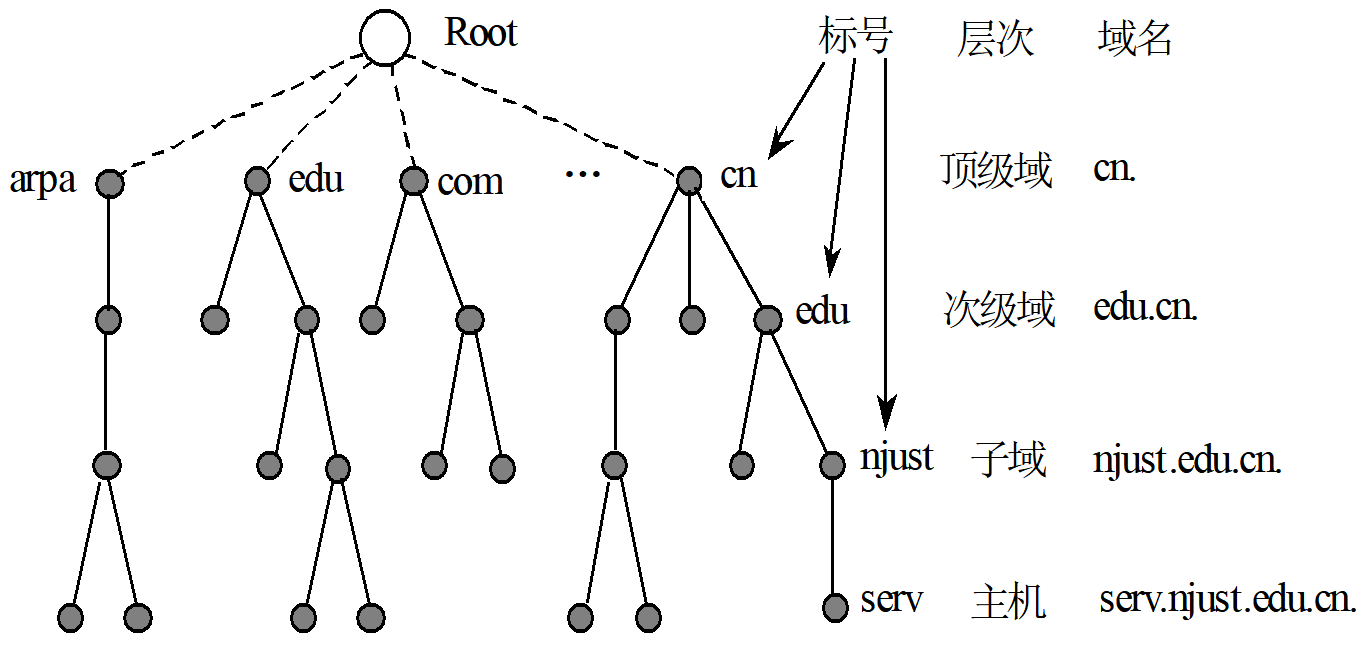 Root 标号 层次 域名
arpa edu com ... cn 顶级域 cn.
edu 次级域 edu.cn.
njust 子域 njust.edu.cn.
serv 主机 serv.njust.edu.cn.